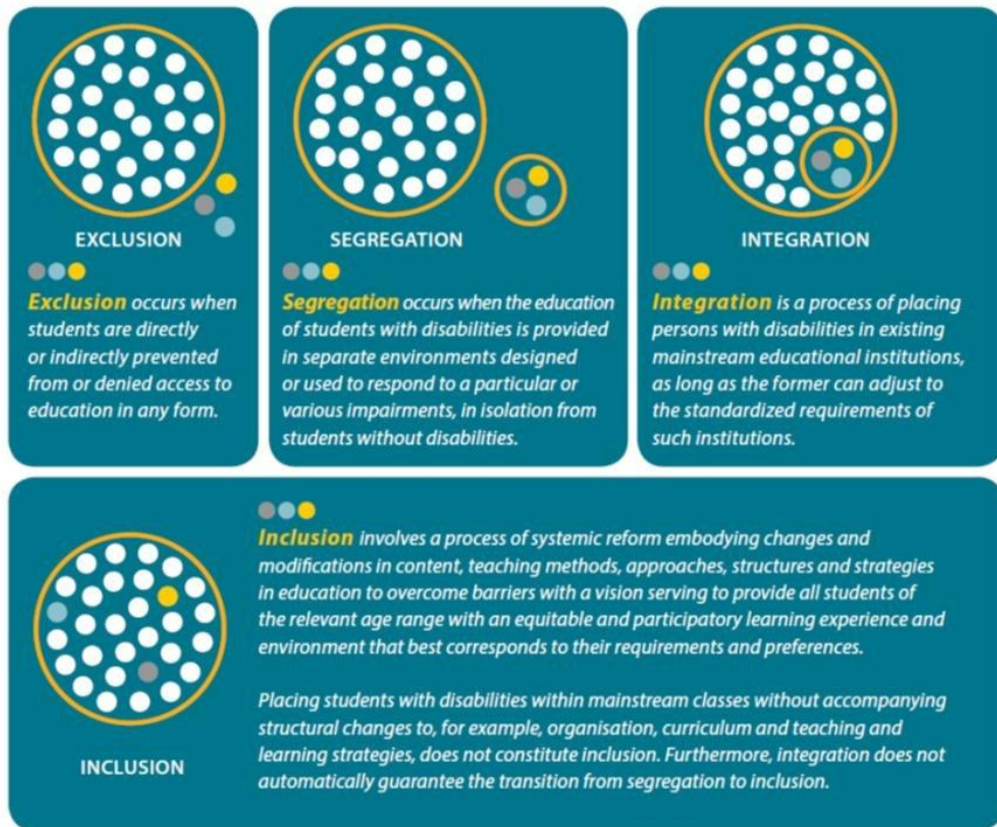 EXCLUSION
Exclusion occurs when
students are directly
or indirectly prevented
from or denied access to
education in any form.
SEGREGATION
Segregation occurs when the education
of students with disabilities is provided
in separate environments designed
or used to respond to a particular or
various impairments, in isolation from
students without disabilities.
INTEGRATION
Integration is a process of placing
persons with disabilities in existing
mainstream educational institutions,
as long as the former can adjust to
the standardized requirements of
such institutions.
INCLUSION
Inclusion involves a process of systemic reform embodying changes and
modifications in content, teaching methods, approaches, structures and strategies
in education to overcome barriers with a vision serving to provide all students of
the relevant age range with an equitable and participatory learning experience and
environment that best corresponds to their requirements and preferences.
Placing students with disabilities within mainstream classes without accompanying
structural changes to, for example, organisation, curriculum and teaching and
learning strategies, does not constitute inclusion. Furthermore, integration does not
automatically guarantee the transition from segregation to inclusion.